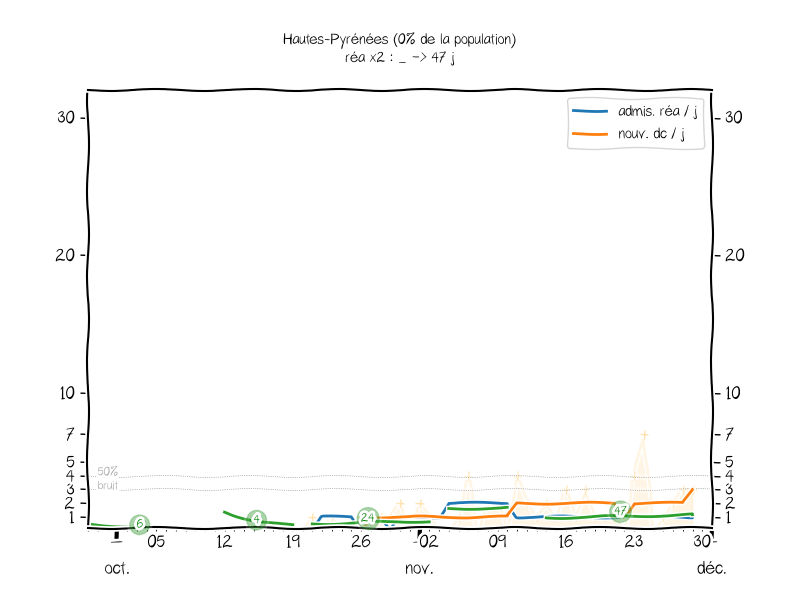 Hautes-Pyrénées (0% de la population)
réa x2 : _ -> 47 j
admis. réa / j
nouv. dc / j
30 30
20 20
10 10
7 7
5 5
50%
4 4
bruit
3 3
2 2
1 1
6 4 24 47
05 12 19 26 02 09 16 23 30
oct. nov. déc.